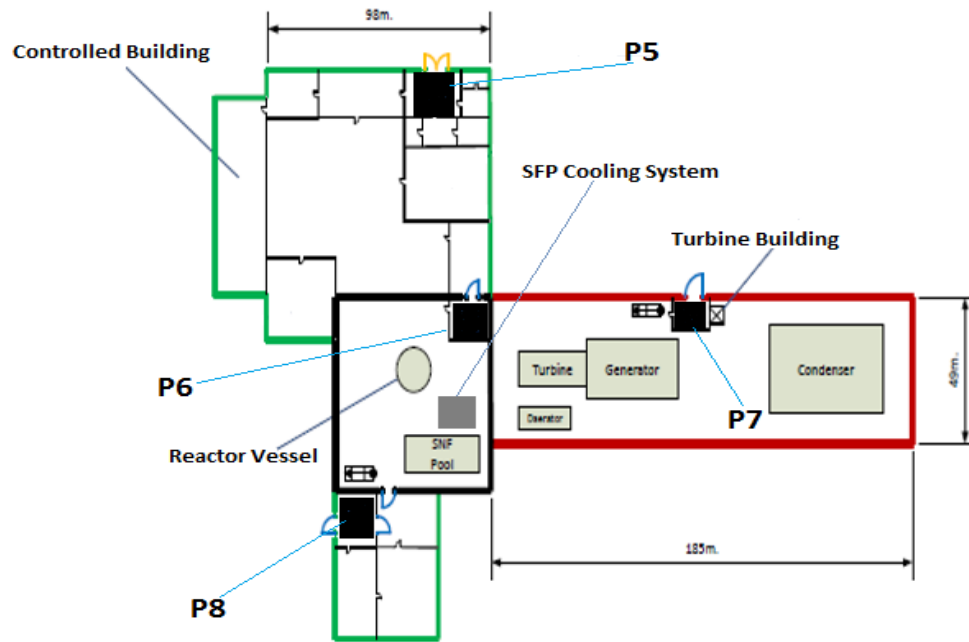 98m.
P5
Controlled Building
SFP Cooling System
Turbine Building
P6
Turbine
Generator
Condenser
49m.
Daerator
P7
Reactor Vessel
SNF
Pool
185m.
P8